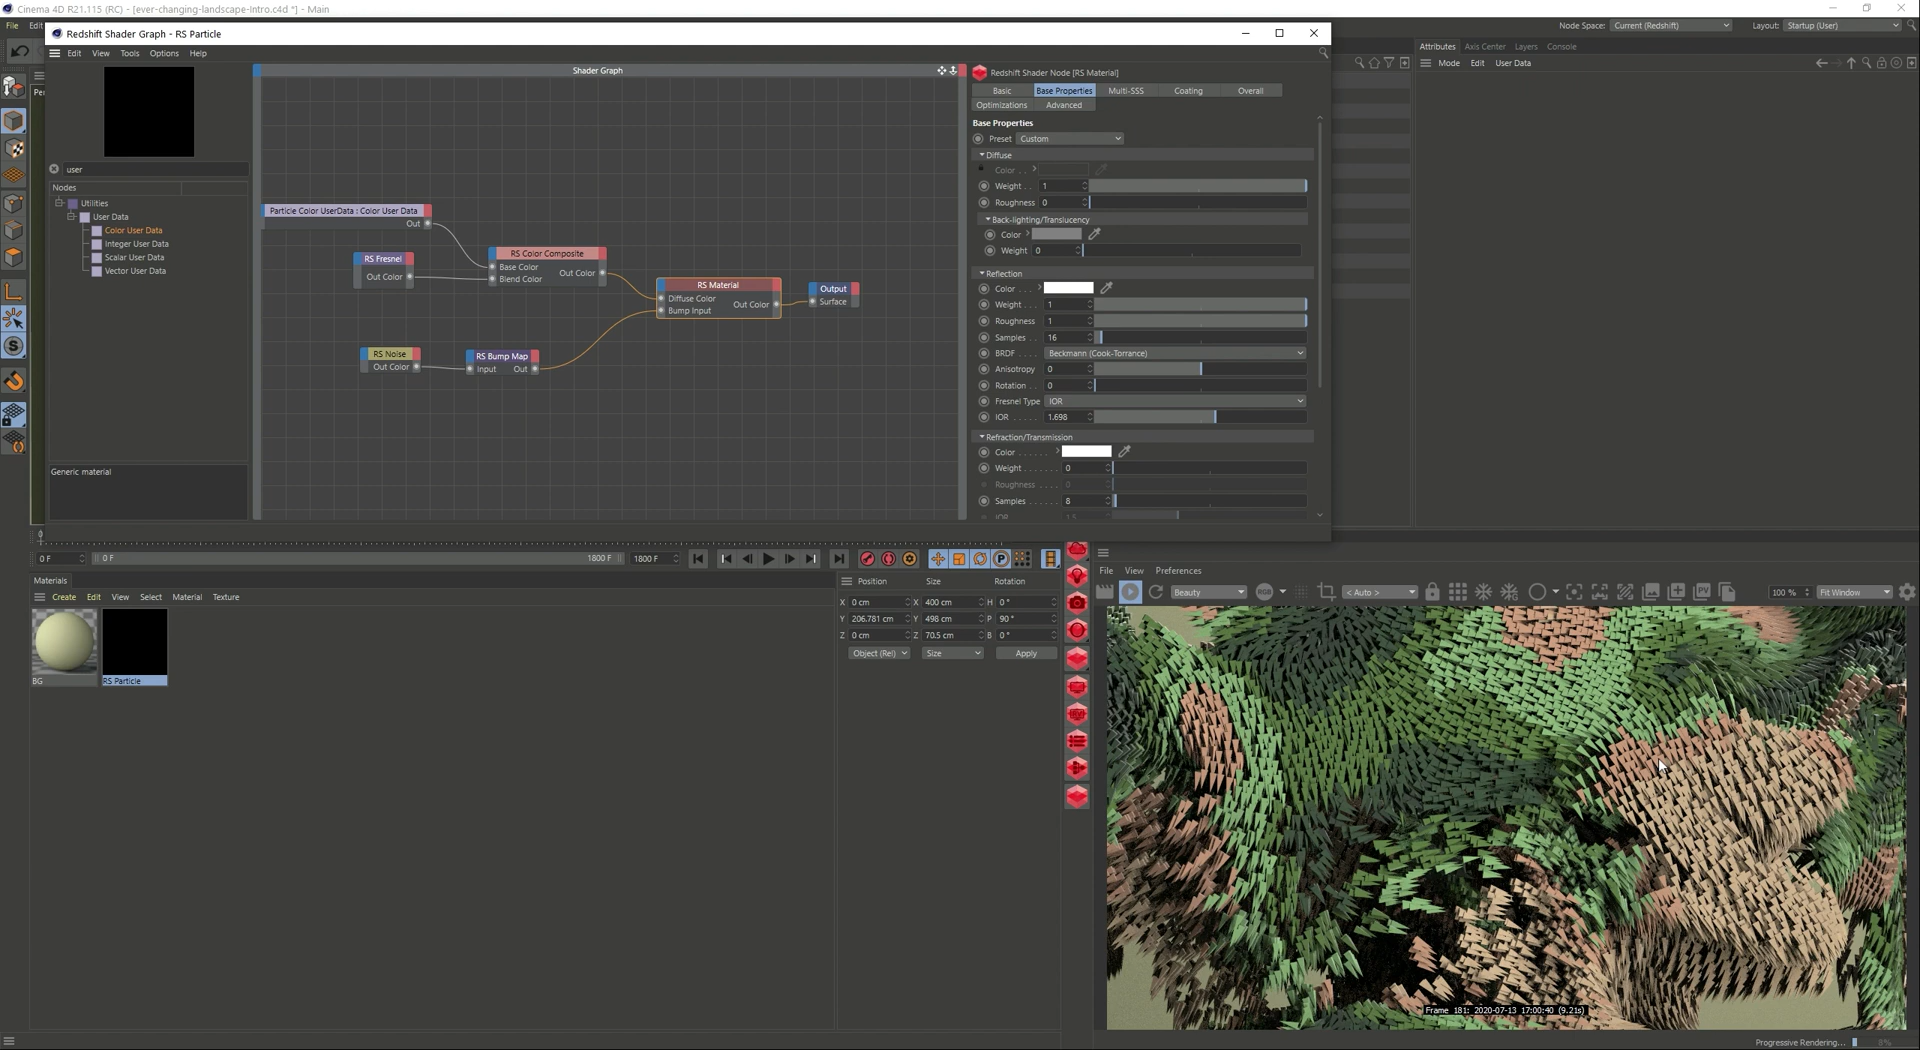 Cinema 4D R21.115 (RC) - [ever-changing-landscape-Intro.c4d *] - Main
File Edit
Node Space: Current (Redshift) Layout: Startup (User)
Redshift Shader Graph - RS Particle
Edit View Tools Options Help
Attributes Axis Center Layers Console
Mode Edit User Data
Per
Shader Graph
user
Nodes
Utilities
User Data
Color User Data
Integer User Data
Scalar User Data
Vector User Data
Generic material
Particle Color UserData : Color User Data
Out
RS Fresnel
Out Color
RS Color Composite
Base Color
Out Color
Blend Color
RS Material
Diffuse Color
Out Color
Bump Input
Output
Surface
RS Noise
Out Color
RS Bump Map
Input Out
Redshift Shader Node [RS Material]
Basic Base Properties Multi-SSS Coating Overall
Optimizations Advanced
Base Properties
Preset Custom
Diffuse
Color . .
Weight . . 1
Roughness 0
Back-lighting/Translucency
Color
Weight 0
Reflection
Color . . .
Weight . . 1
Roughness 1
Samples . . 16
BRDF . . . . Beckmann (Cook-Torrance)
Anisotropy 0
Rotation . . 0
Fresnel Type IOR
IOR . . . . . 1.698
Refraction/Transmission
Color . . . . . .
Weight . . . . . 0
Roughness . . . 0
Samples . . . . 8
IOR 1.5
0 F 0 F 1800 F 1800 F
Materials
Create Edit View Select Material Texture
BG RS Particle
Position Size Rotation
X 0 cm X 400 cm H 0 °
Y 206.781 cm Y 498 cm P 90 °
Z 0 cm Z 70.5 cm B 0 °
Object (Rel) Size Apply
File View Preferences
Beauty RGB < Auto > PV 100 % Fit Window
Frame 181: 2020-07-13 17:00:40 (9.21s)
Progressive Rendering... 8%